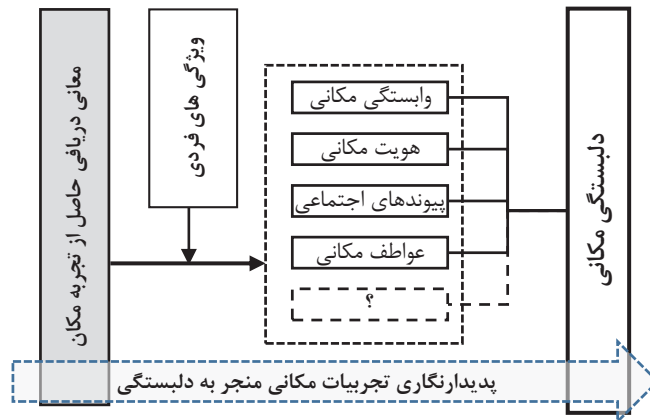 معانی دریافی حاصل از تجربه مکان
ویژگی های فردی
وابستگی مکانی
هویت مکانی
پیوندهای اجتماعی
عواطف مکانی
؟
دلبستگی مکانی
پدیدارنگاری تجربیات مکانی منجر به دلبستگی